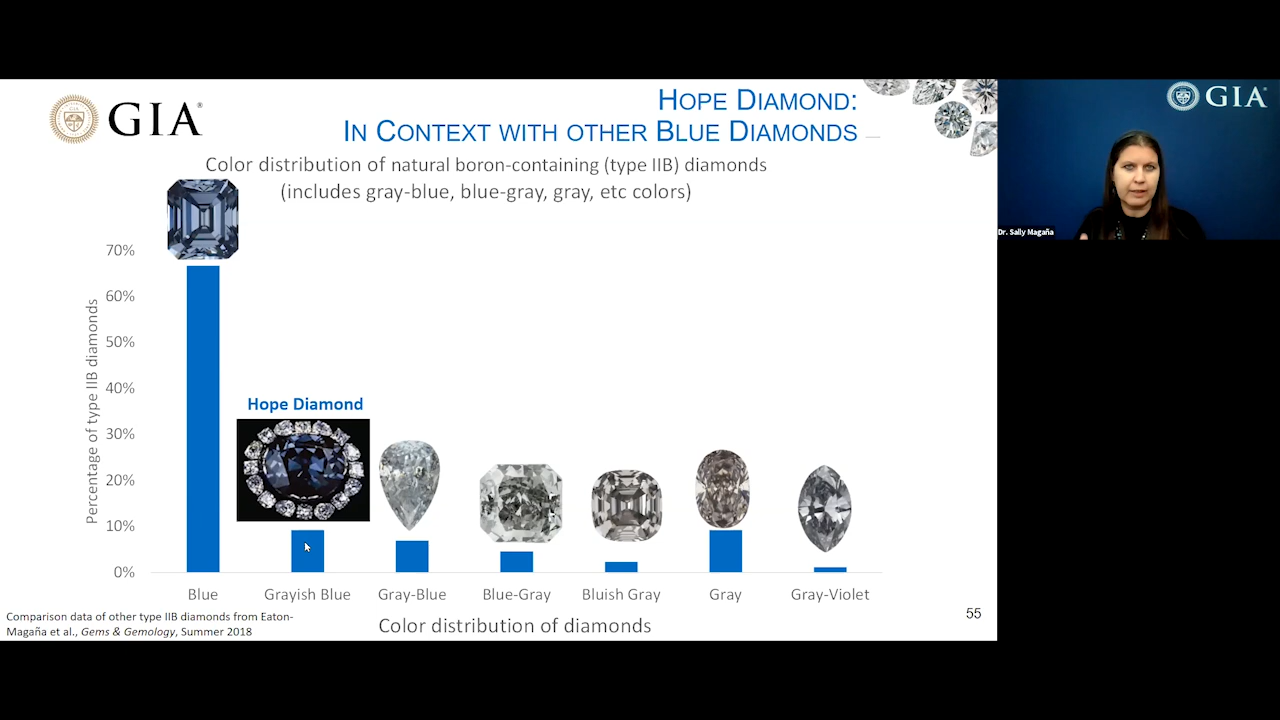 GIA®
HOPE DIAMOND:
IN CONTEXT WITH OTHER BLUE DIAMONDS
Color distribution of natural boron-containing (type IIB) diamonds
(includes gray-blue, blue-gray, gray, etc colors)
Percentage of type IIB diamonds
70%
60%
50%
40%
30%
20%
10%
0%
Hope Diamond
Blue
Grayish Blue
Gray-Blue
Blue-Gray
Bluish Gray
Gray
Gray-Violet
Color distribution of diamonds
Comparison data of other type IIB diamonds from Eaton-
Magaña et al., Gems & Gemology, Summer 2018
55
GIA®
Dr. Sally Magaña